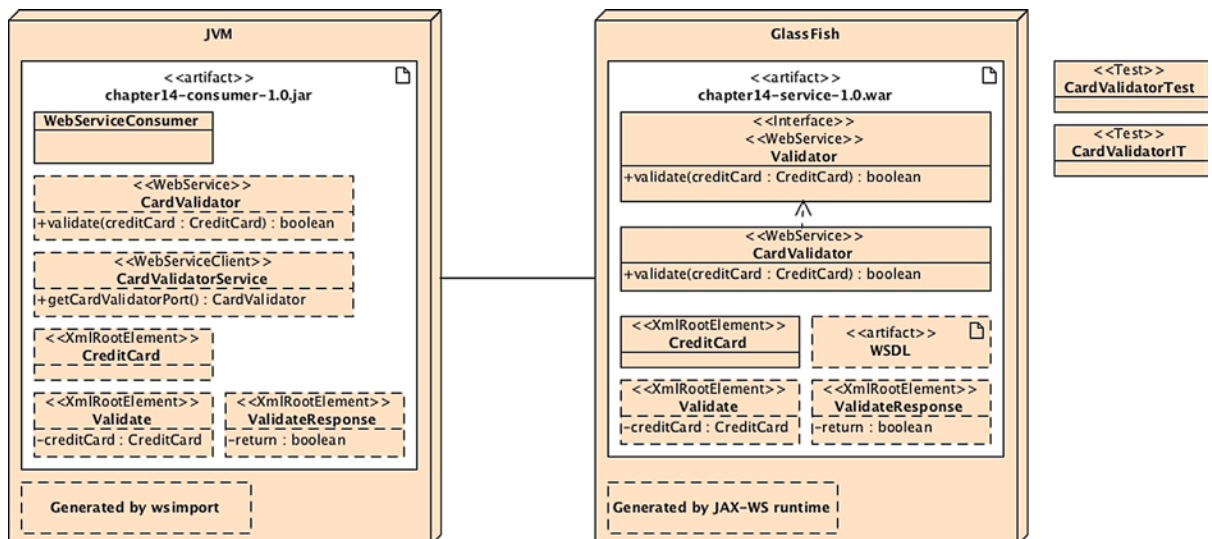 JVM
<<artifact>>
chapter14-consumer-1.0.jar
WebServiceConsumer
<<WebService>>
CardValidator
+validate(creditCard : CreditCard) : boolean
<<WebServiceClient>>
CardValidatorService
+getCardValidatorPort() : CardValidator
<<XmlRootElement>>
CreditCard
<<XmlRootElement>>
Validate
-creditCard : CreditCard
<<XmlRootElement>>
ValidateResponse
-return : boolean
Generated by wsimport
GlassFish
<<artifact>>
chapter14-service-1.0.war
<<Interface>>
<<WebService>>
Validator
+validate(creditCard : CreditCard) : boolean
<<WebService>>
CardValidator
+validate(creditCard : CreditCard) : boolean
<<XmlRootElement>>
CreditCard
<<artifact>>
WSDL
<<XmlRootElement>>
Validate
-creditCard : CreditCard
<<XmlRootElement>>
ValidateResponse
-return : boolean
Generated by JAX-WS runtime
<<Test>>
CardValidatorTest
<<Test>>
CardValidatorIT